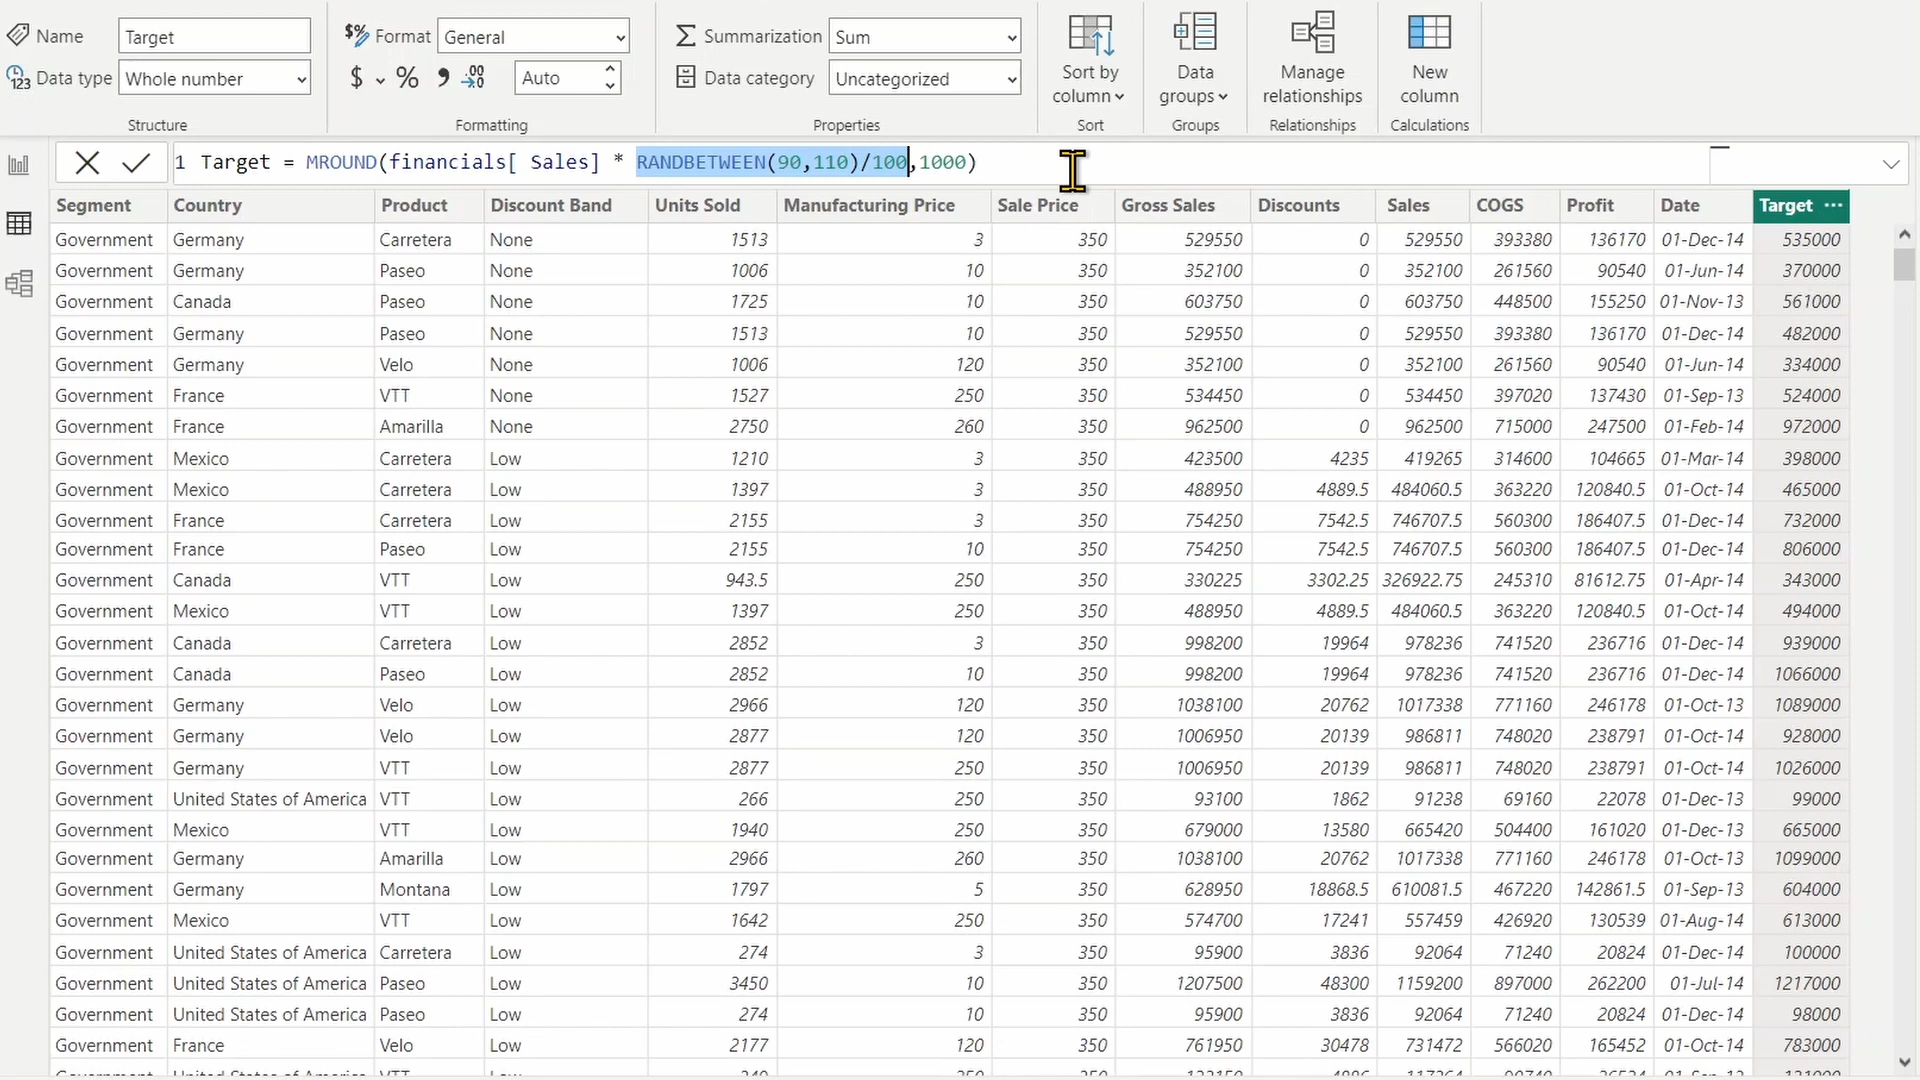 Name Target
$% Format General
Summarization Sum
Sort by column
Data groups
Manage relationships
New column
123 Data type Whole number
$ % , .00 Auto
Data category Uncategorized
Structure Formatting Properties Sort Groups Relationships Calculations
1 Target = MROUND(financials[ Sales] * RANDBETWEEN(90,110)/100,1000)
Segment Country Product Discount Band Units Sold Manufacturing Price Sale Price Gross Sales Discounts Sales COGS Profit Date Target ...
Government Germany Carretera None 1513 3 350 529550 0 529550 393380 136170 01-Dec-14 535000
Government Germany Paseo None 1006 10 350 352100 0 352100 261560 90540 01-Jun-14 370000
Government Canada Paseo None 1725 10 350 603750 0 603750 448500 155250 01-Nov-13 561000
Government Germany Paseo None 1513 10 350 529550 0 529550 393380 136170 01-Dec-14 482000
Government Germany Velo None 1006 120 350 352100 0 352100 261560 90540 01-Jun-14 334000
Government France VTT None 1527 250 350 534450 0 534450 397020 137430 01-Sep-13 524000
Government France Amarilla None 2750 260 350 962500 0 962500 715000 247500 01-Feb-14 972000
Government Mexico Carretera Low 1210 3 350 423500 4235 419265 314600 104665 01-Mar-14 398000
Government Mexico Carretera Low 1397 3 350 488950 4889.5 484060.5 363220 120840.5 01-Oct-14 465000
Government France Carretera Low 2155 3 350 754250 7542.5 746707.5 560300 186407.5 01-Dec-14 732000
Government France Paseo Low 2155 10 350 754250 7542.5 746707.5 560300 186407.5 01-Dec-14 806000
Government Canada VTT Low 943.5 250 350 330225 3302.25 326922.75 245310 81612.75 01-Apr-14 343000
Government Mexico VTT Low 1397 250 350 488950 4889.5 484060.5 363220 120840.5 01-Oct-14 494000
Government Canada Carretera Low 2852 3 350 998200 19964 978236 741520 236716 01-Dec-14 939000
Government Canada Paseo Low 2852 10 350 998200 19964 978236 741520 236716 01-Dec-14 1066000
Government Germany Velo Low 2966 120 350 1038100 20762 1017338 771160 246178 01-Oct-13 1089000
Government Germany Velo Low 2877 120 350 1006950 20139 986811 748020 238791 01-Oct-14 928000
Government Germany VTT Low 2877 250 350 1006950 20139 986811 748020 238791 01-Oct-14 1026000
Government United States of America VTT Low 266 250 350 93100 1862 91238 69160 22078 01-Dec-13 99000
Government Mexico VTT Low 1940 250 350 679000 13580 665420 504400 161020 01-Dec-13 665000
Government Germany Amarilla Low 2966 260 350 1038100 20762 1017338 771160 246178 01-Oct-13 1099000
Government Germany Montana Low 1797 5 350 628950 18868.5 610081.5 467220 142861.5 01-Sep-13 604000
Government Mexico VTT Low 1642 250 350 574700 17241 557459 426920 130539 01-Aug-14 613000
Government United States of America Carretera Low 274 3 350 95900 3836 92064 71240 20824 01-Dec-14 100000
Government United States of America Paseo Low 3450 10 350 1207500 48300 1159200 897000 262200 01-Jul-14 1217000
Government United States of America Paseo Low 274 10 350 95900 3836 92064 71240 20824 01-Dec-14 98000
Government France Velo Low 2177 120 350 761950 30478 731472 566020 165452 01-Oct-14 783000